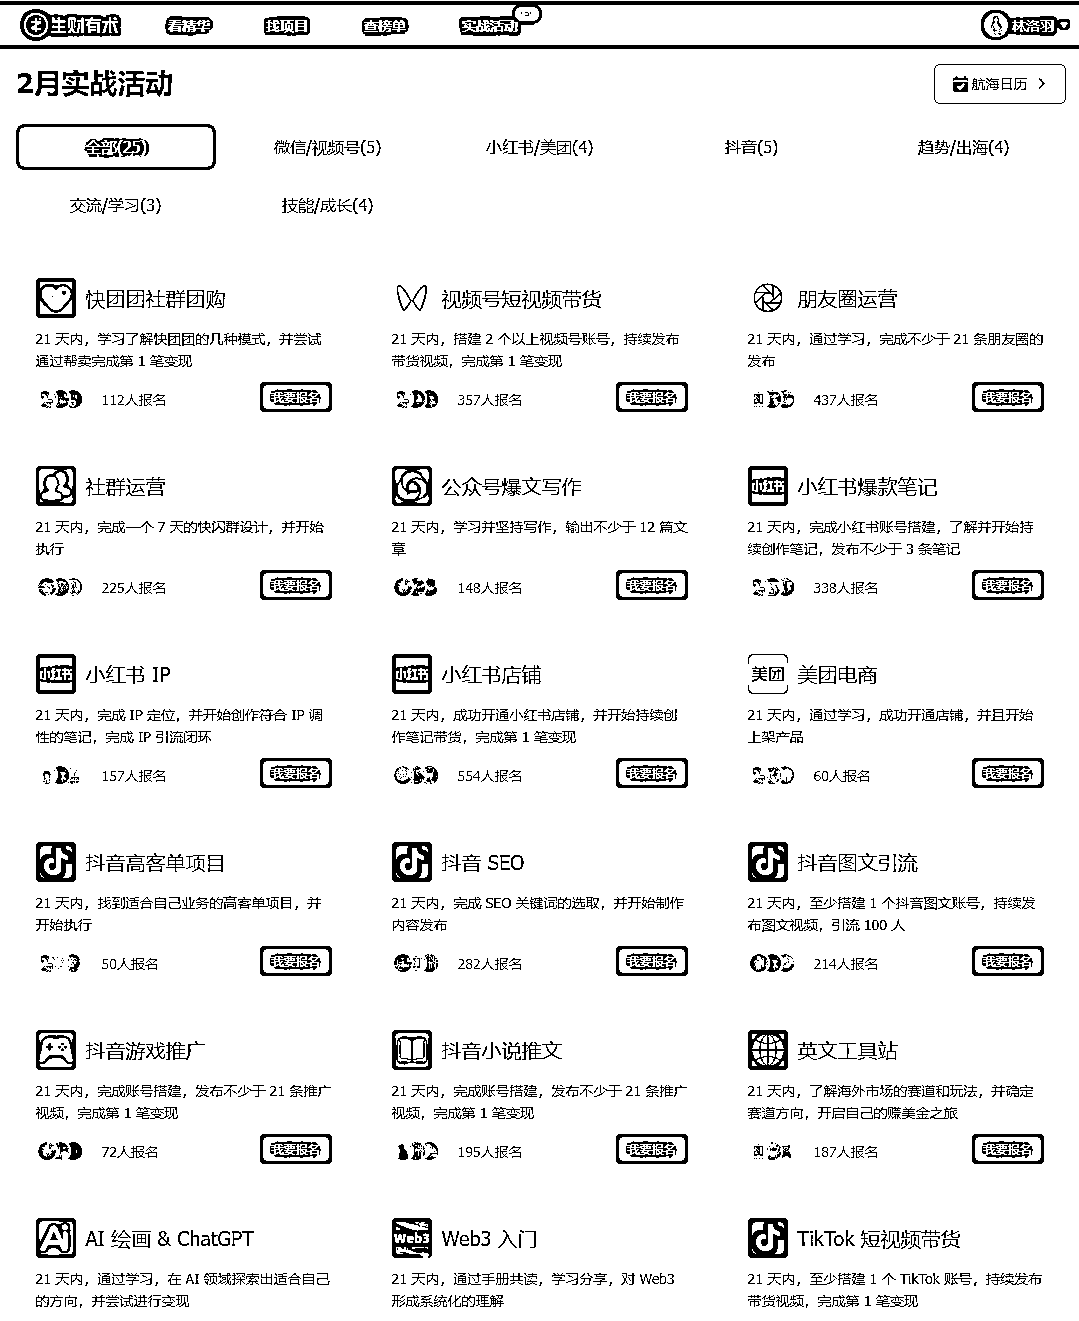 生财有术 看精华 找项目 查榜单 实战活动 林洛羽
2月实战活动 航海日历
全部(25) 微信/视频号(5) 小红书/美团(4) 抖音(5) 趋势/出海(4)
交流/学习(3) 技能/成长(4)
快团团社群团购
21 天内，学习了解快团团的几种模式，并尝试
通过帮卖完成第 1 笔变现
112人报名 我要报名
视频号短视频带货
21 天内，搭建 2 个以上视频号账号，持续发布
带货视频，完成第 1 笔变现
357人报名 我要报名
朋友圈运营
21 天内，通过学习，完成不少于 21 条朋友圈的
发布
437人报名 我要报名
社群运营
21 天内，完成一个 7 天的快闪群设计，并开始
执行
225人报名 我要报名
公众号爆文写作
21 天内，学习并坚持写作，输出不少于 12 篇文
章
148人报名 我要报名
小红书
小红书爆款笔记
21 天内，完成小红书账号搭建，了解并开始持
续创作笔记，发布不少于 3 条笔记
338人报名 我要报名
小红书
小红书 IP
21 天内，完成 IP 定位，并开始创作符合 IP 调
性的笔记，完成 IP 引流闭环
157人报名 我要报名
小红书
小红书店铺
21 天内，成功开通小红书店铺，并开始持续创
作笔记带货，完成第 1 笔变现
554人报名 我要报名
美团
美团电商
21 天内，通过学习，成功开通店铺，并且开始
上架产品
60人报名 我要报名
抖音高客单项目
21 天内，找到适合自己业务的高客单项目，并
开始执行
50人报名 我要报名
抖音 SEO
21 天内，完成 SEO 关键词的选取，并开始制作
内容发布
282人报名 我要报名
抖音图文引流
21 天内，至少搭建 1 个抖音图文账号，持续发
布图文视频，引流 100 人
214人报名 我要报名
抖音游戏推广
21 天内，完成账号搭建，发布不少于 21 条推广
视频，完成第 1 笔变现
72人报名 我要报名
抖音小说推文
21 天内，完成账号搭建，发布不少于 21 条推广
视频，完成第 1 笔变现
195人报名 我要报名
英文工具站
21 天内，了解海外市场的赛道和玩法，并确定
赛道方向，开启自己的赚美金之旅
187人报名 我要报名
Ai
AI 绘画 & ChatGPT
21 天内，通过学习，在 AI 领域探索出适合自己
的方向，并尝试进行变现
Web3
Web3 入门
21 天内，通过手册共读，学习分享，对 Web3
形成系统化的理解
TikTok 短视频带货
21 天内，至少搭建 1 个 TikTok 账号，持续发布
带货视频，完成第 1 笔变现